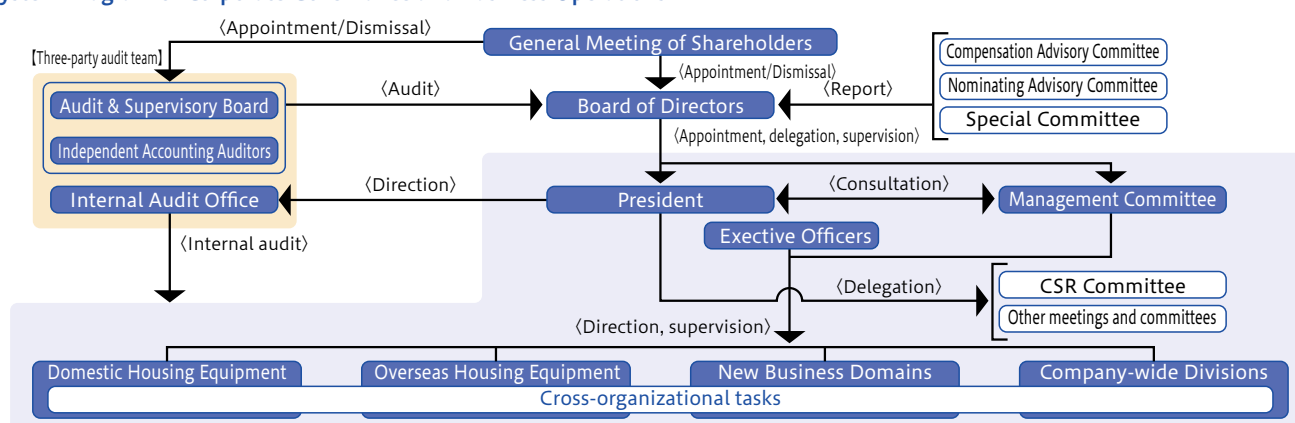 〈Appointment/Dismissal〉
General Meeting of Shareholders
Compensation Advisory Committee
【Three-party audit team】
〈Appointment/Dismissal〉
Nominating Advisory Committee
〈Audit〉
〈Report〉
Audit & Supervisory Board
Board of Directors
Special Committee
〈Appointment, delegation, supervision〉
Independent Accounting Auditors
〈Direction〉
〈Consultation〉
Internal Audit Office
President
Management Committee
Exective Officers
〈Internal audit〉
〈Delegation〉
CSR Committee
Other meetings and committees
〈Direction, supervision〉
Domestic Housing Equipment
Overseas Housing Equipment
New Business Domains
Company-wide Divisions
Cross-organizational tasks